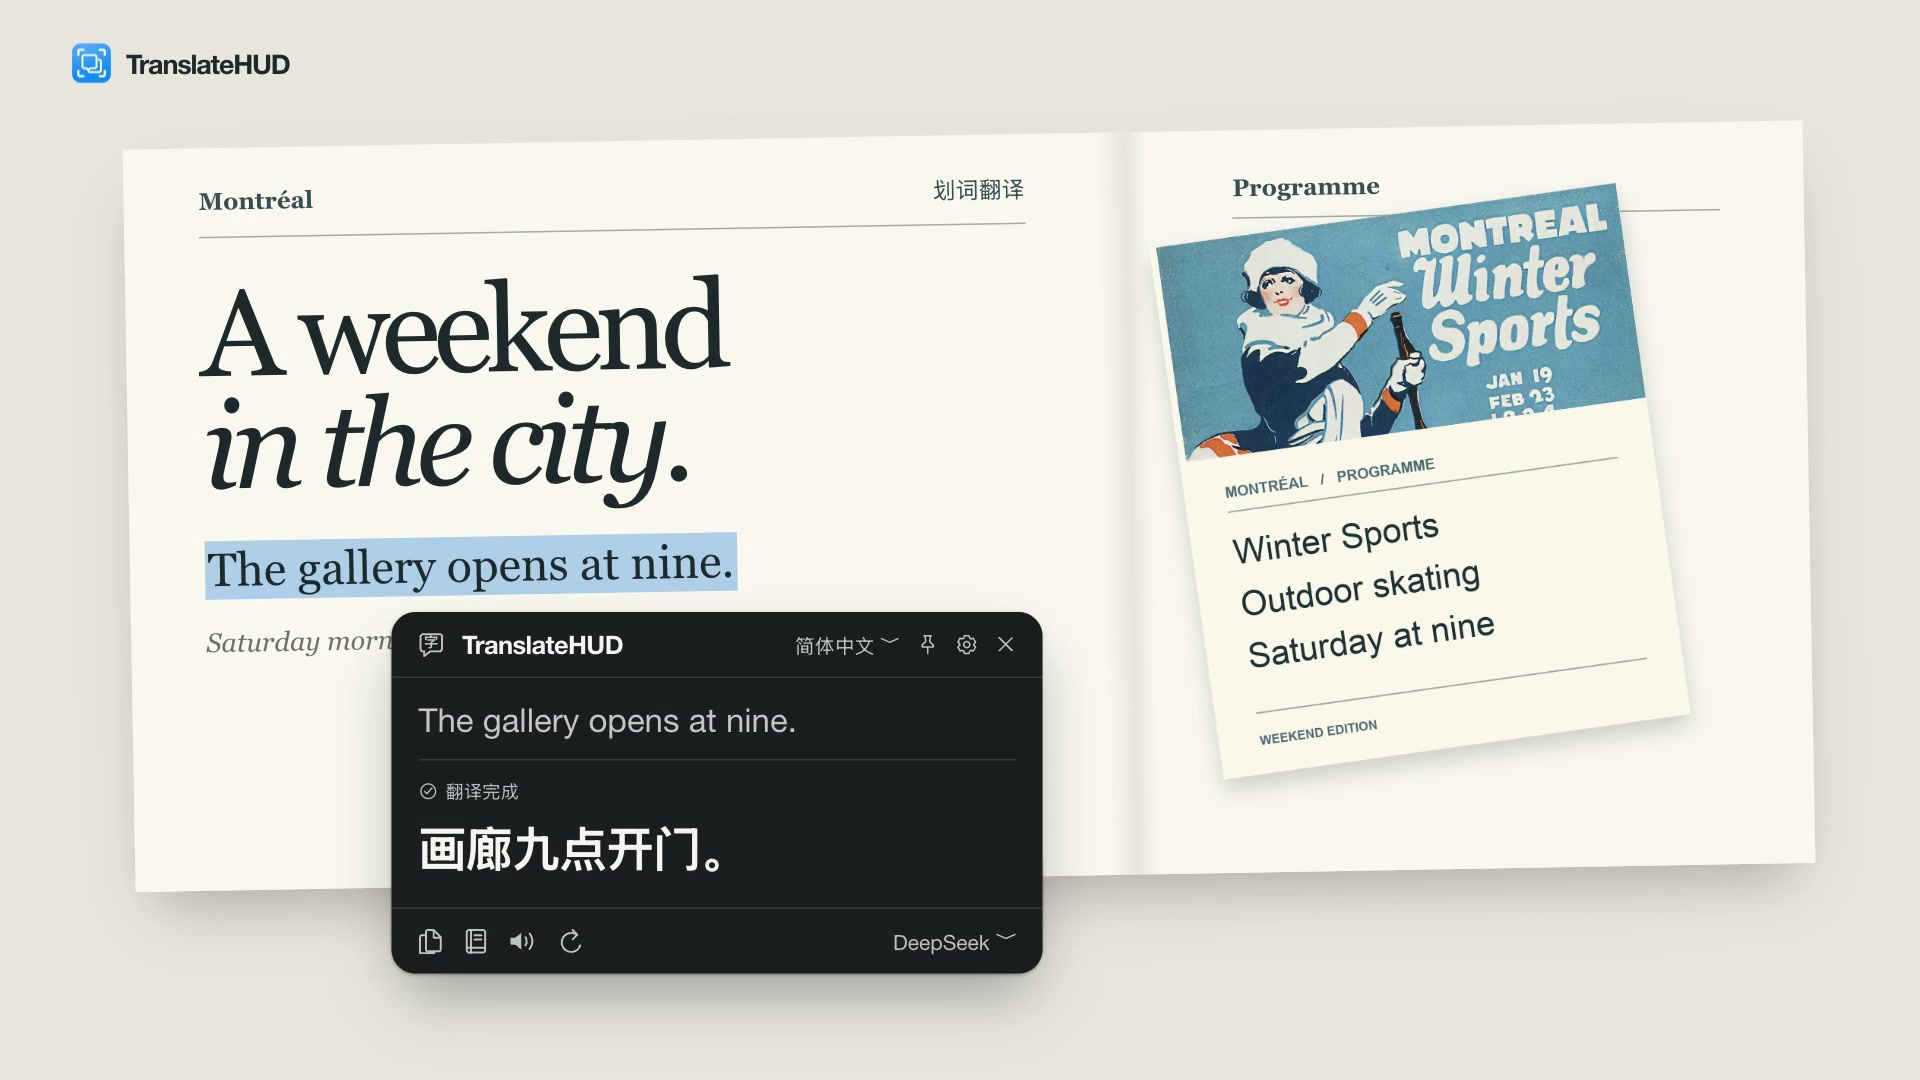 TranslateHUD
Montréal
划词翻译
A weekend
in the city.
The gallery opens at nine.
Saturday
TranslateHUD
简体中文
The gallery opens at nine.
翻译完成
画廊九点开门。
DeepSeek
Programme
MONTREAL
Winter
Sports
JAN 19
FEB 23
MONTRÉAL / PROGRAMME
Winter Sports
Outdoor skating
Saturday at nine
WEEKEND EDITION